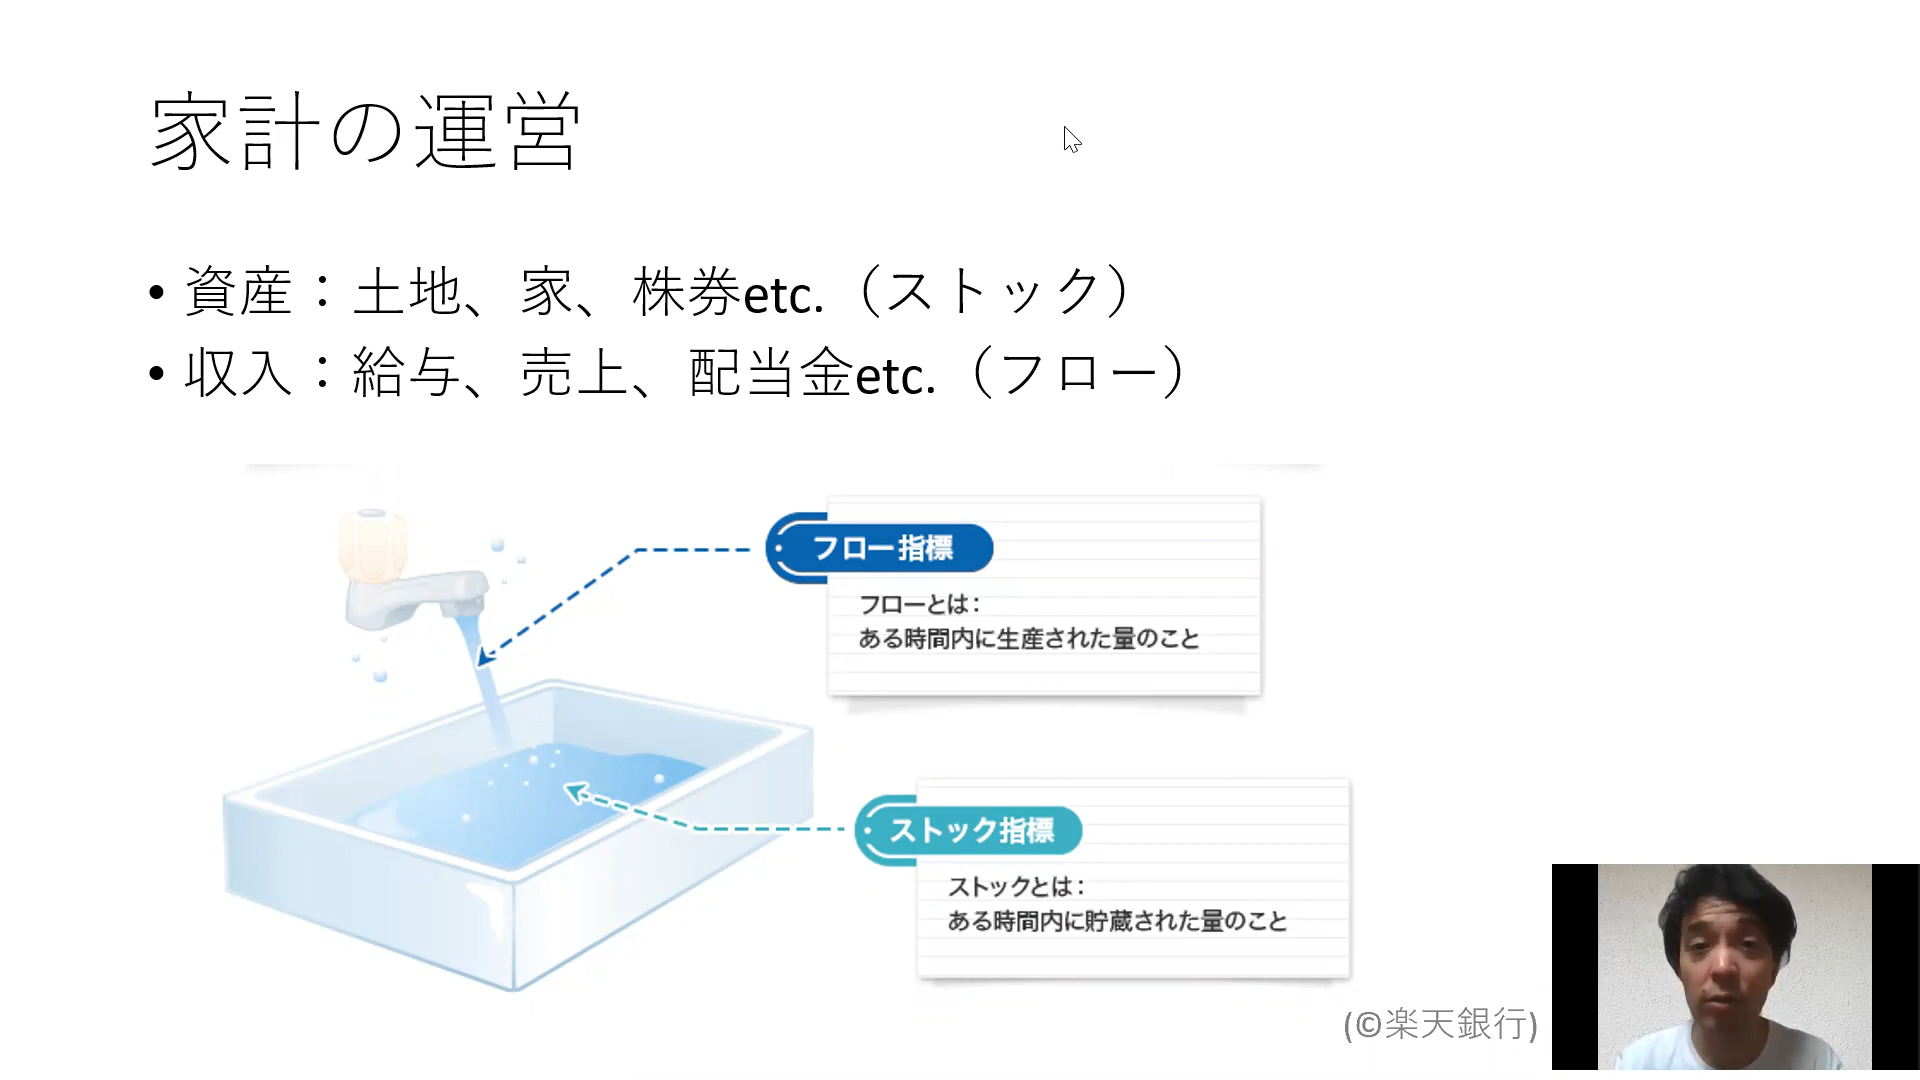 家計の運営
• 資産：土地、家、株券etc.（ストック）
• 収入：給与、売上、配当金etc.（フロー）
フロー指標
フローとは：
ある時間内に生産された量のこと
ストック指標
ストックとは：
ある時間内に貯蔵された量のこと
(©楽天銀行)